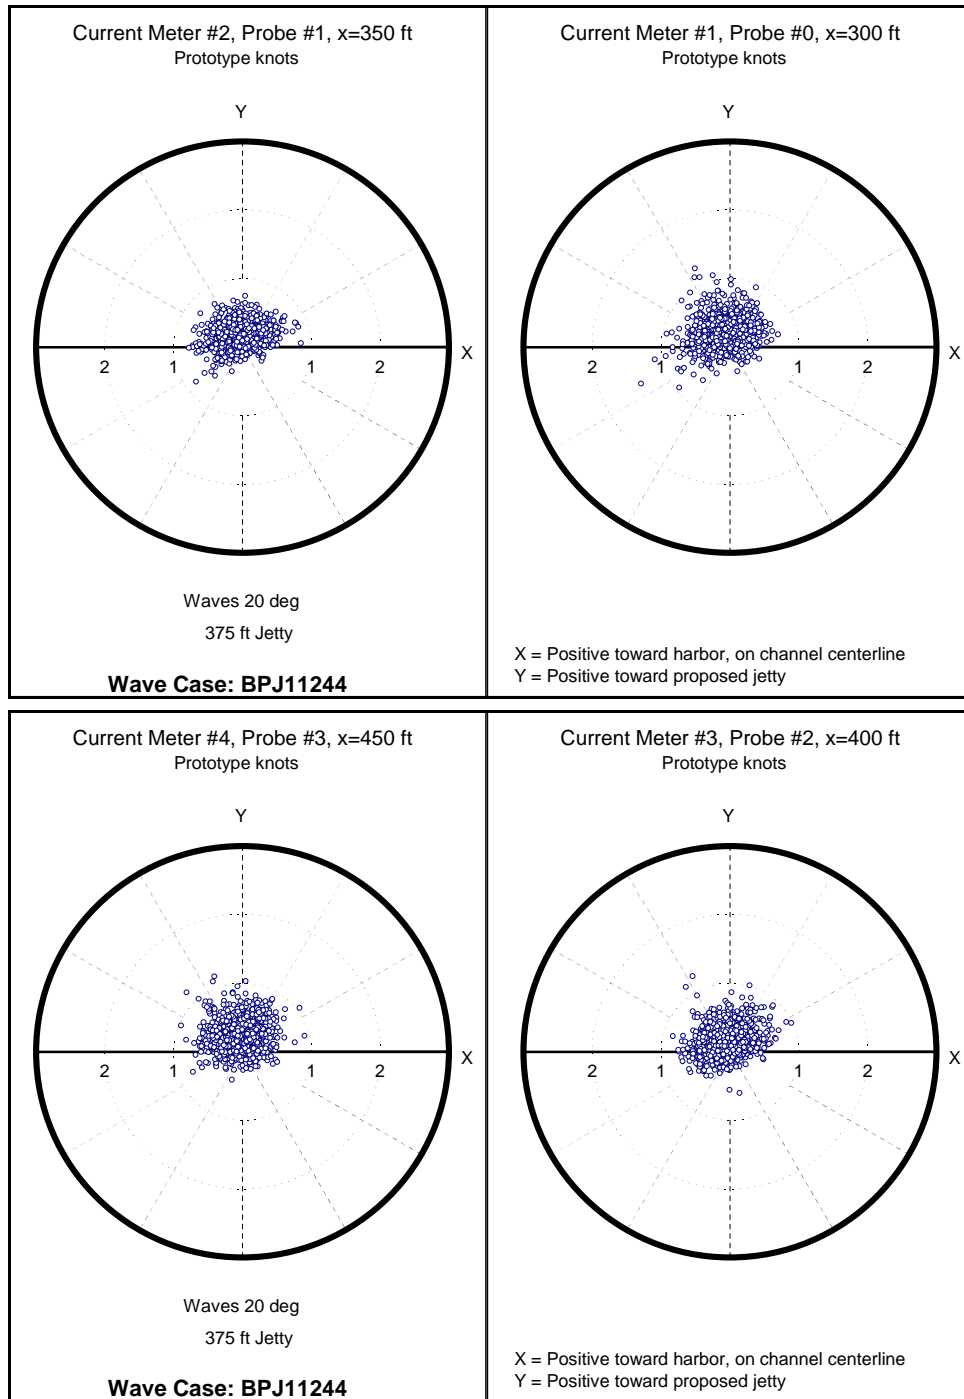 Current Meter #2, Probe #1, x=350 ft
Prototype knots
Y
X
2
1
1
2
Waves 20 deg
375 ft Jetty
Wave Case: BPJ11244
Current Meter #1, Probe #0, x=300 ft
Prototype knots
Y
X
2
1
1
2
X = Positive toward harbor, on channel centerline
Y = Positive toward proposed jetty
Current Meter #4, Probe #3, x=450 ft
Prototype knots
Y
X
2
1
1
2
Waves 20 deg
375 ft Jetty
Wave Case: BPJ11244
Current Meter #3, Probe #2, x=400 ft
Prototype knots
Y
X
2
1
1
2
X = Positive toward harbor, on channel centerline
Y = Positive toward proposed jetty